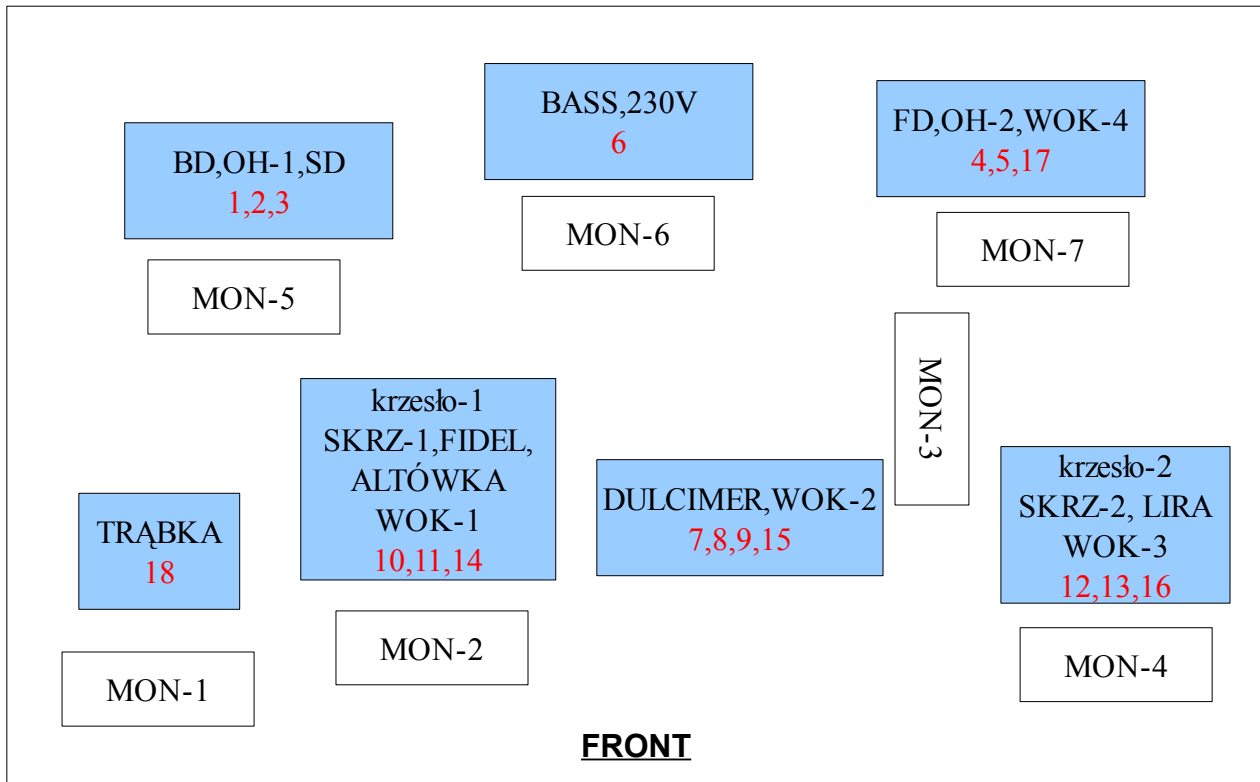 BASS,230V
6
FD,OH-2,WOK-4
4,5,17
BD,OH-1,SD
1,2,3
MON-6
MON-7
MON-5
MON-3
krzesło-1
SKRZ-1,FIDEL,
ALTÓWKA
WOK-1
10,11,14
DULCIMER,WOK-2
7,8,9,15
krzesło-2
SKRZ-2, LIRA
WOK-3
12,13,16
TRĄBKA
18
MON-2
MON-4
MON-1
FRONT